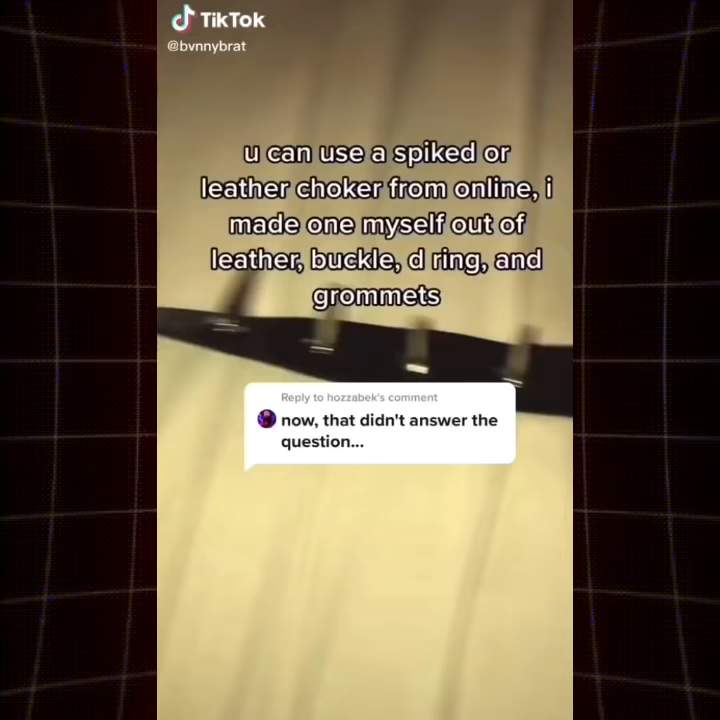 TikTok
@bvnnybrat
u can use a spiked or
leather choker from online, i
made one myself out of
leather, buckle, d ring, and
grommets
Reply to hozzabek's comment
now, that didn't answer the
question...